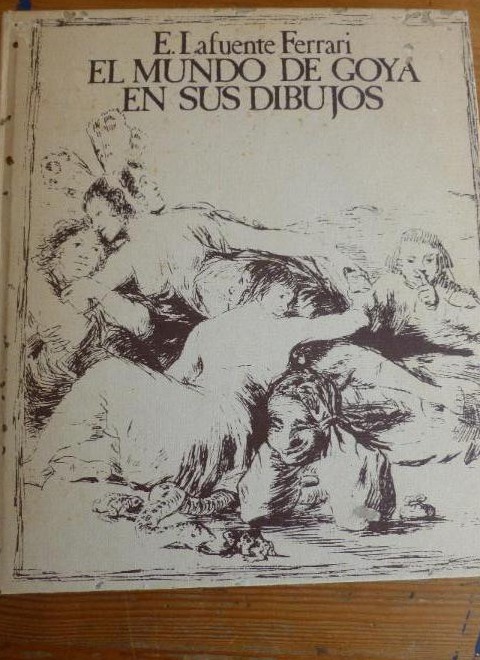 E. Lafuente Ferrari
EL MUNDO DE GOYA
EN SUS DIBUJOS